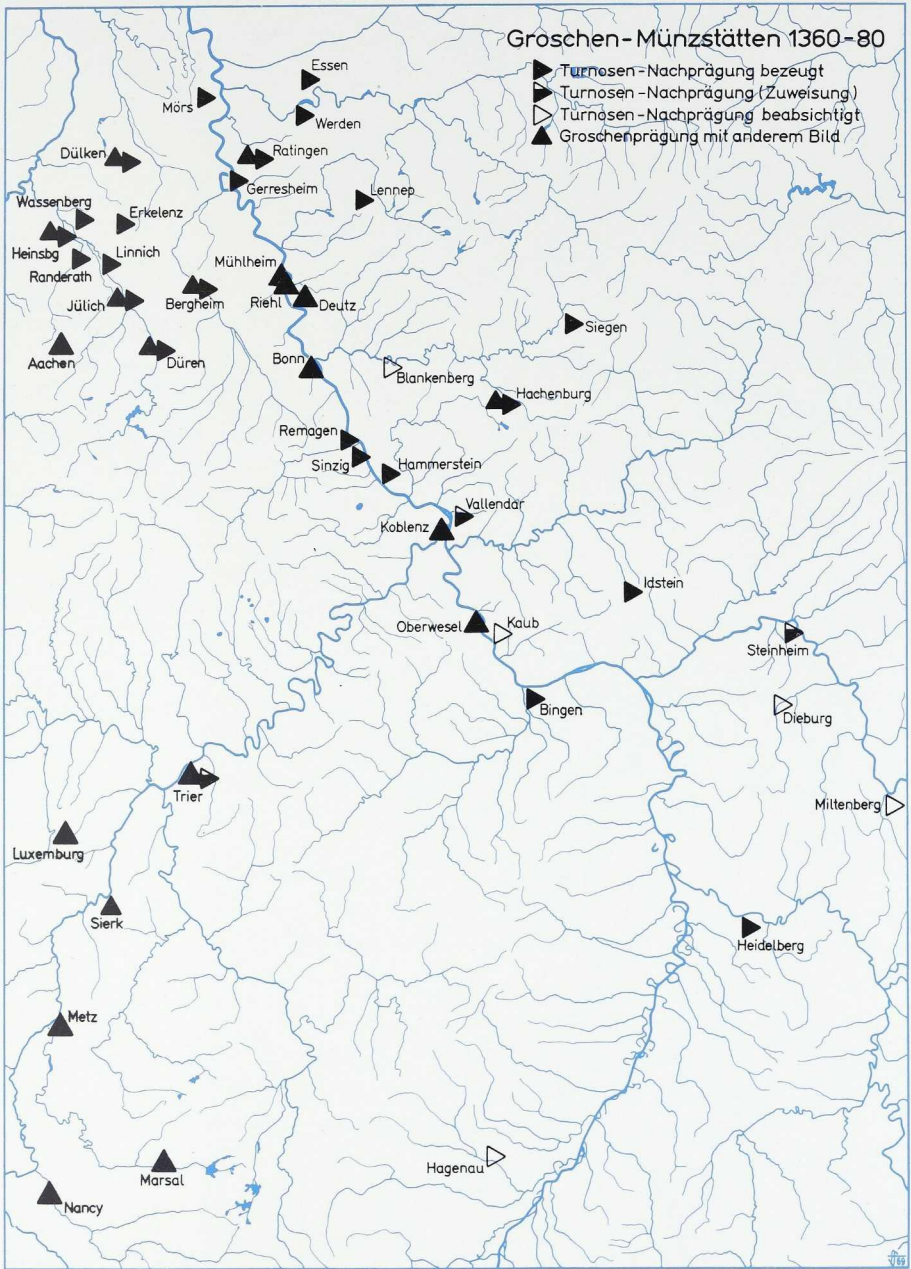 Groschen-Münzstätten 1360-80
Turnosen-Nachprägung bezeugt
Turnosen-Nachprägung (Zuweisung)
Turnosen-Nachprägung beabsichtigt
Groschenprägung mit anderem Bild
Essen
Mörs
Werden
Dülken
Ratingen
Gerresheim
Lennep
Wassenberg
Erkelenz
Heinsbg
Linnich
Randerath
Mühlheim
Jülich
Bergheim
Riehl
Deutz
Siegen
Aachen
Düren
Bonn
Blankenberg
Hachenburg
Remagen
Sinzig
Hammerstein
Vallendar
Koblenz
Idstein
Oberwesel
Kaub
Steinheim
Bingen
Dieburg
Trier
Miltenberg
Luxemburg
Sierk
Heidelberg
Metz
Hagenau
Marsal
Nancy